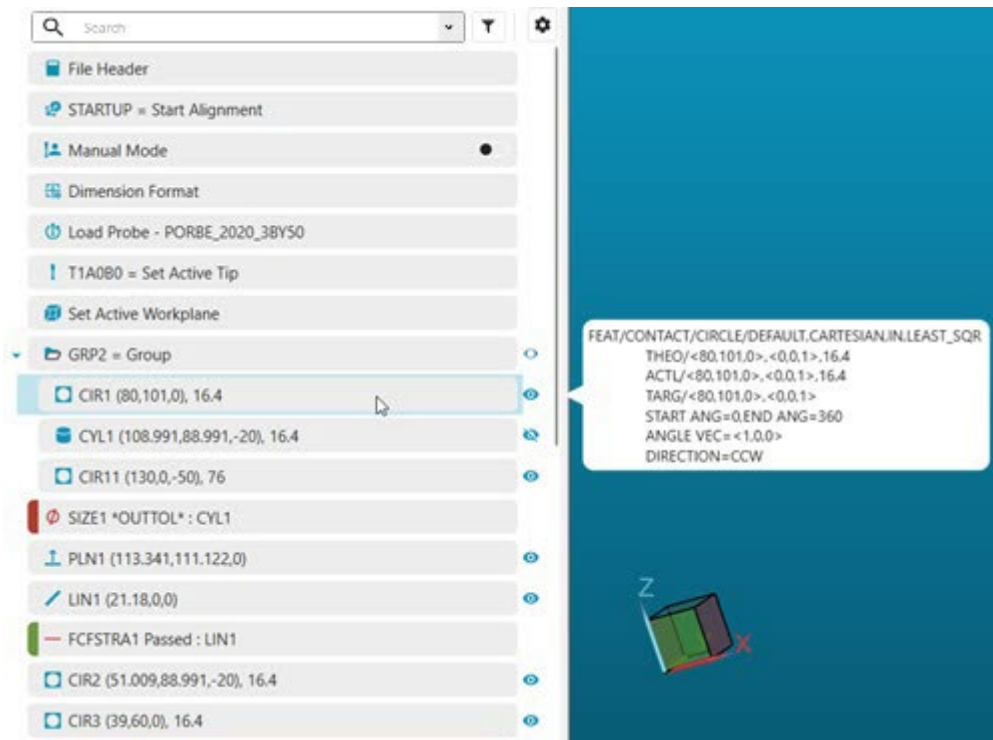 Search
File Header
STARTUP = Start Alignment
Manual Mode
Dimension Format
Load Probe - PORBE_2020_3BY50
T1A0B0 = Set Active Tip
Set Active Workplane
GRP2 = Group
CIR1 (80,101,0), 16.4
CYL1 (108.991,88.991,-20), 16.4
CIR11 (130,0,-50), 76
SIZE1 *OUTTOL* : CYL1
PLN1 (113.341,111.122,0)
LIN1 (21.18,0,0)
FCFSTRA1 Passed : LIN1
CIR2 (51.009,88.991,-20), 16.4
CIR3 (39,60,0), 16.4
FEAT/CONTACT/CIRCLE/DEFAULT,CARTESIAN,IN,LEAST_SQR
THEO/<80,101,0>,<0,0,1>,16.4
ACTL/<80,101,0>,<0,0,1>,16.4
TARG/<80,101,0>,<0,0,1>
START ANG=0,END ANG=360
ANGLE VEC=<1,0,0>
DIRECTION=CCW
Z
X